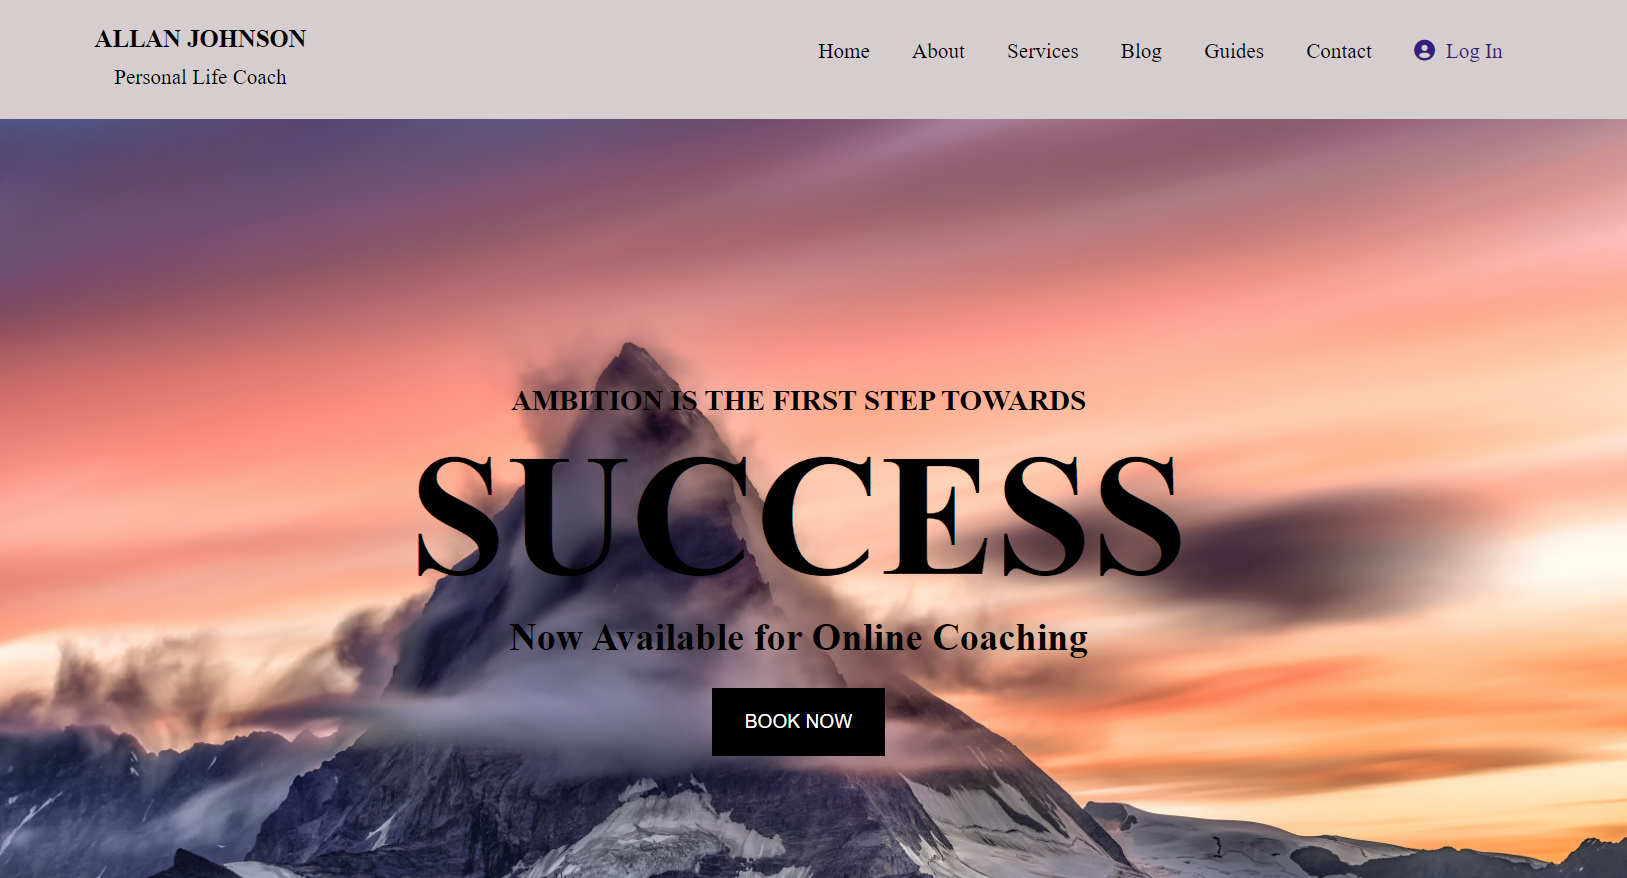 ALLAN JOHNSON
Personal Life Coach
Home About Services Blog Guides Contact Log In
AMBITION IS THE FIRST STEP TOWARDS
SUCCESS
Now Available for Online Coaching
BOOK NOW